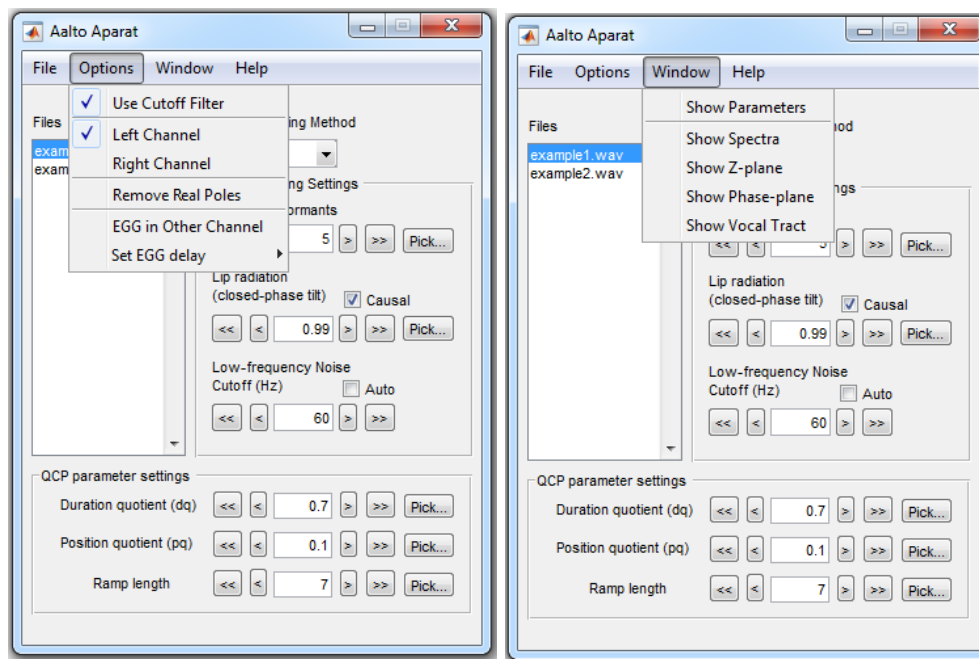 Aalto Aparat
File Options Window Help
Use Cutoff Filter
Left Channel
Right Channel
Remove Real Poles
EGG in Other Channel
Set EGG delay
Files
ing Method
exam
exam
ng Settings
ormants
5 > >> Pick...
Lip radiation
(closed-phase tilt) Causal
<< < 0.99 > >> Pick...
Low-frequency Noise
Cutoff (Hz) Auto
<< < 60 > >>
QCP parameter settings
Duration quotient (dq) << < 0.7 > >> Pick...
Position quotient (pq) << < 0.1 > >> Pick...
Ramp length << < 7 > >> Pick...
Aalto Aparat
File Options Window Help
Show Parameters
Show Spectra
Show Z-plane
Show Phase-plane
Show Vocal Tract
Files
nod
example1.wav
example2.wav
ngs
<< < 5 > >> Pick...
Lip radiation
(closed-phase tilt) Causal
<< < 0.99 > >> Pick...
Low-frequency Noise
Cutoff (Hz) Auto
<< < 60 > >>
QCP parameter settings
Duration quotient (dq) << < 0.7 > >> Pick...
Position quotient (pq) << < 0.1 > >> Pick...
Ramp length << < 7 > >> Pick...